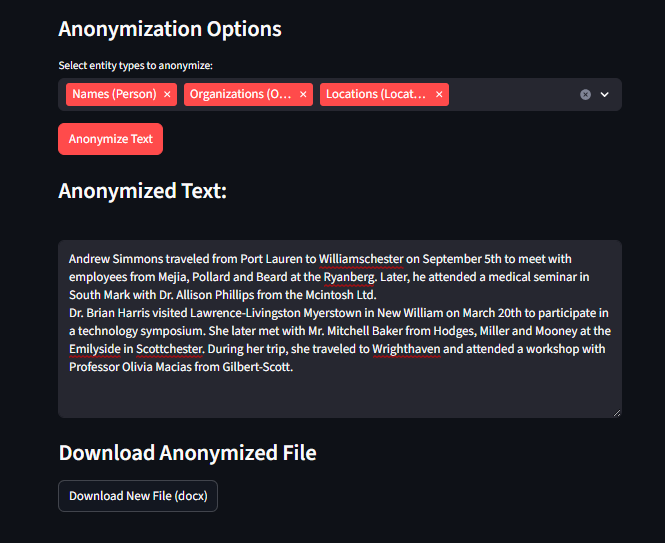 Anonymization Options
Select entity types to anonymize:
Names (Person) × Organizations (O... × Locations (Locat... ×
Anonymize Text
Anonymized Text:
Andrew Simmons traveled from Port Lauren to Williamschester on September 5th to meet with
employees from Mejia, Pollard and Beard at the Ryanberg. Later, he attended a medical seminar in
South Mark with Dr. Allison Phillips from the Mcintosh Ltd.
Dr. Brian Harris visited Lawrence-Livingston Myerstown in New William on March 20th to participate in
a technology symposium. She later met with Mr. Mitchell Baker from Hodges, Miller and Mooney at the
Emilyside in Scottchester. During her trip, she traveled to Wrighthaven and attended a workshop with
Professor Olivia Macias from Gilbert-Scott.
Download Anonymized File
Download New File (docx)